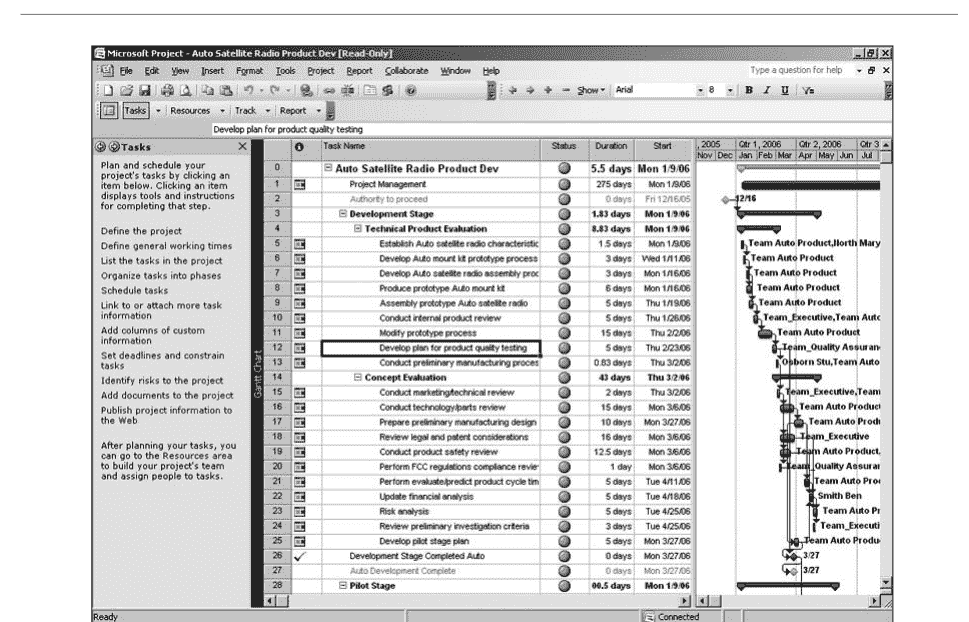 Microsoft Project - Auto Satellite Radio Product Dev [Read-Only]
File Edit View Insert Format Tools Project Report Collaborate Window Help Type a question for help
Show Arial 8 B I U
Tasks Resources Track Report
Develop plan for product quality testing
Tasks
Plan and schedule your
project's tasks by clicking an
item below. Clicking an item
displays tools and instructions
for completing that step.
Define the project
Define general working times
List the tasks in the project
Organize tasks into phases
Schedule tasks
Link to or attach more task
information
Add columns of custom
information
Set deadlines and constrain
tasks
Identify risks to the project
Add documents to the project
Publish project information to
the Web
After planning your tasks, you
can go to the Resources area
to build your project's team
and assign people to tasks.
Gantt Chart
Task Name Status Duration Start , 2005 Qtr 1, 2006 Qtr 2, 2006 Qtr 3
Nov Dec Jan Feb Mar Apr May Jun Jul
0 Auto Satellite Radio Product Dev 5.5 days Mon 1/9/06
1 Project Management 275 days Mon 1/9/06
2 Authority to proceed 0 days Fri 12/16/05 12/16
3 Development Stage 1.83 days Mon 1/9/06
4 Technical Product Evaluation 8.83 days Mon 1/9/06
5 Establish Auto satellite radio characteristic 1.5 days Mon 1/9/06 Team Auto Product,North Mary
6 Develop Auto mount kit prototype process 3 days Wed 1/11/06 Team Auto Product
7 Develop Auto satellite radio assembly proc 3 days Mon 1/16/06 Team Auto Product
8 Produce prototype Auto mount kit 6 days Mon 1/16/06 Team Auto Product
9 Assembly prototype Auto satellite radio 5 days Thu 1/19/06 Team Auto Product
10 Conduct internal product review 5 days Thu 1/26/06 Team_Executive,Team Auto
11 Modify prototype process 15 days Thu 2/2/06 Team Auto Product
12 Develop plan for product quality testing 5 days Thu 2/23/06 Team_Quality Assuran
13 Conduct preliminary manufacturing proces 0.83 days Thu 3/2/06 Osborn Stu,Team Auto
14 Concept Evaluation 43 days Thu 3/2/06
15 Conduct marketing/technical review 2 days Thu 3/2/06 Team_Executive,Team
16 Conduct technology/parts review 15 days Mon 3/6/06 Team Auto Product
17 Prepare preliminary manufacturing design 10 days Mon 3/27/06 Team Auto Prod
18 Review legal and patent considerations 16 days Mon 3/6/06 Team_Executive
19 Conduct product safety review 12.5 days Mon 3/6/06 Team Auto Product,
20 Perform FCC regulations compliance revie 1 day Mon 3/6/06 Team_Quality Assuran
21 Perform evaluate/predict product cycle tim 5 days Tue 4/11/06 Team Auto Pro
22 Update financial analysis 5 days Tue 4/18/06 Smith Ben
23 Risk analysis 5 days Tue 4/25/06 Team Auto Pr
24 Review preliminary investigation criteria 3 days Tue 4/25/06 Team_Executi
25 Develop pilot stage plan 5 days Mon 3/27/06 Team Auto Produ
26 Development Stage Completed Auto 0 days Mon 3/27/06 3/27
27 Auto Development Complete 0 days Mon 3/27/06 3/27
28 Pilot Stage 00.5 days Mon 1/9/06
Ready Connected